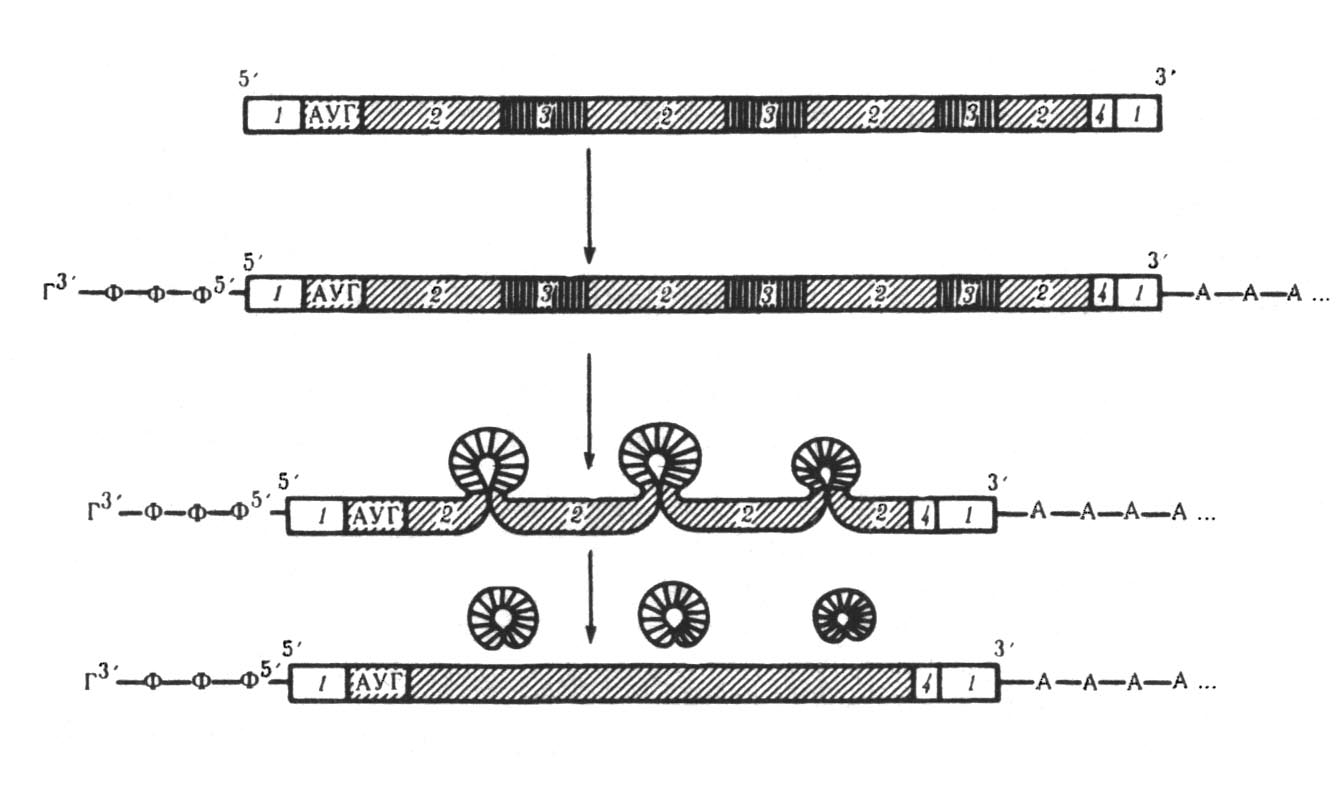 5′ 3′
1 АУГ 2 3 2 3 2 3 2 4 1
5′ 3′
Г3′ — Ф — Ф — Ф5′ — 1 АУГ 2 3 2 3 2 3 2 4 1 — А — А — А ...
5′ 3′
Г3′ — Ф — Ф — Ф5′ — 1 АУГ 2 2 2 2 4 1 — А — А — А — А ...
5′ 3′
Г3′ — Ф — Ф — Ф5′ — 1 АУГ 4 1 — А — А — А — А ...